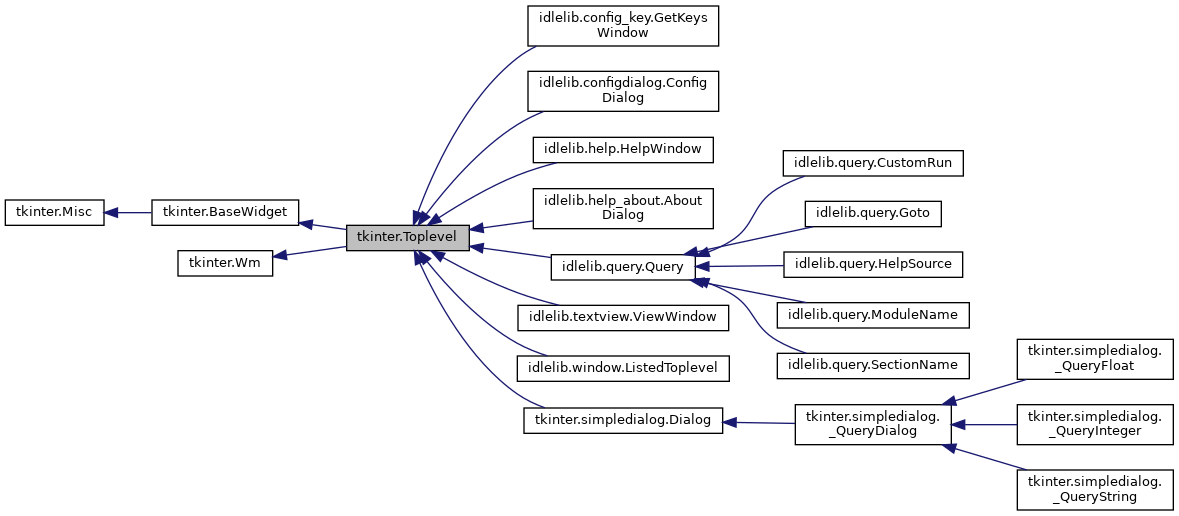 idlelib.config_key.GetKeys
Window
idlelib.configdialog.Config
Dialog
idlelib.help.HelpWindow
idlelib.query.CustomRun
idlelib.help_about.About
Dialog
tkinter.Misc
tkinter.BaseWidget
idlelib.query.Goto
tkinter.Toplevel
tkinter.Wm
idlelib.query.Query
idlelib.query.HelpSource
idlelib.textview.ViewWindow
idlelib.query.ModuleName
idlelib.window.ListedToplevel
idlelib.query.SectionName
tkinter.simpledialog.
_QueryFloat
tkinter.simpledialog.Dialog
tkinter.simpledialog.
_QueryDialog
tkinter.simpledialog.
_QueryInteger
tkinter.simpledialog.
_QueryString